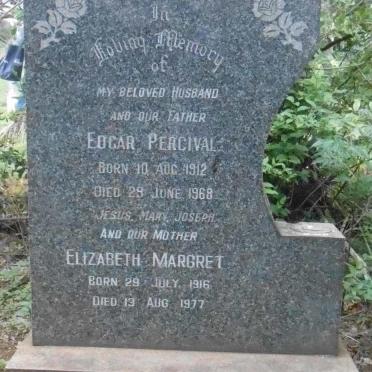 In
Loving Memory
of
MY BELOVED HUSBAND
AND OUR FATHER
EDGAR PERCIVAL
BORN 10 AUG 1912
DIED 29 JUNE 1968
JESUS, MARY, JOSEPH
AND OUR MOTHER
ELIZABETH MARGRET
BORN 29 JULY, 1916
DIED 13 AUG 1977